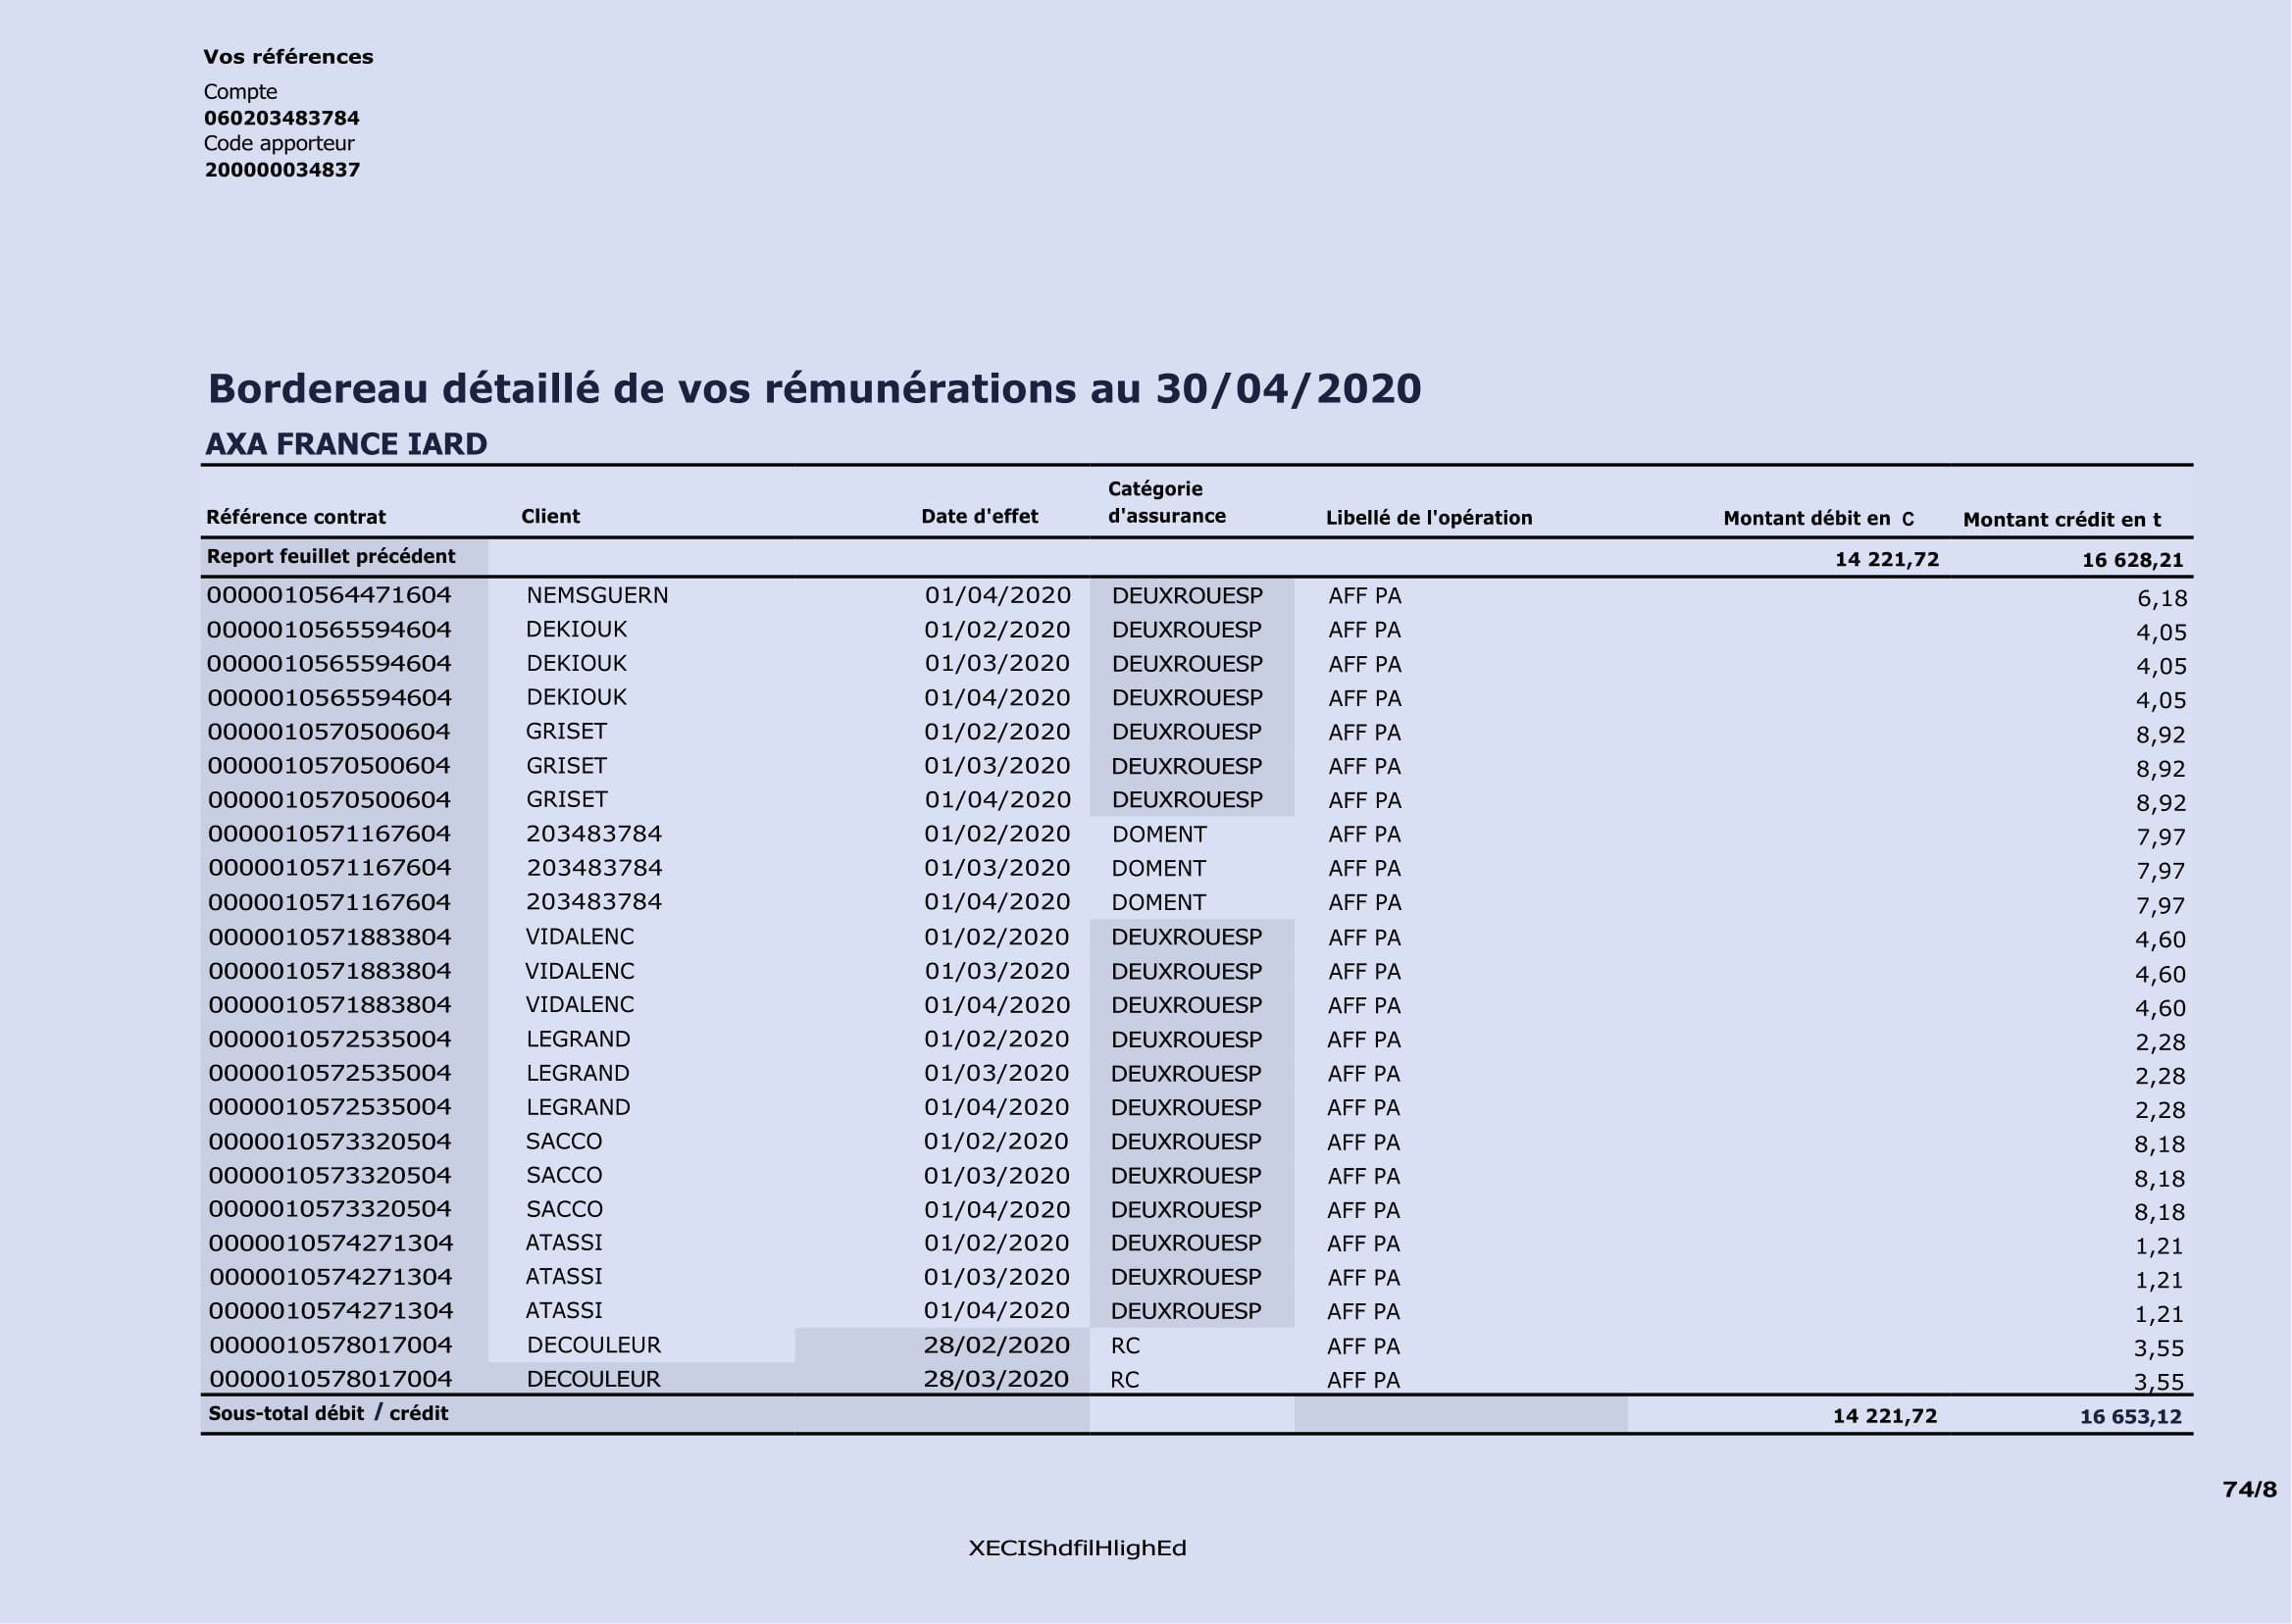 Vos références
Compte
060203483784
Code apporteur
200000034837
Bordereau détaillé de vos rémunérations au 30/04/2020
AXA FRANCE IARD
Référence contrat Client Date d'effet Catégorie d'assurance Libellé de l'opération Montant débit en C Montant crédit en t
Report feuillet précédent 14 221,72 16 628,21
0000010564471604 NEMSGUERN 01/04/2020 DEUXROUESP AFF PA 6,18
0000010565594604 DEKIOUK 01/02/2020 DEUXROUESP AFF PA 4,05
0000010565594604 DEKIOUK 01/03/2020 DEUXROUESP AFF PA 4,05
0000010565594604 DEKIOUK 01/04/2020 DEUXROUESP AFF PA 4,05
0000010570500604 GRISET 01/02/2020 DEUXROUESP AFF PA 8,92
0000010570500604 GRISET 01/03/2020 DEUXROUESP AFF PA 8,92
0000010570500604 GRISET 01/04/2020 DEUXROUESP AFF PA 8,92
0000010571167604 203483784 01/02/2020 DOMENT AFF PA 7,97
0000010571167604 203483784 01/03/2020 DOMENT AFF PA 7,97
0000010571167604 203483784 01/04/2020 DOMENT AFF PA 7,97
0000010571883804 VIDALENC 01/02/2020 DEUXROUESP AFF PA 4,60
0000010571883804 VIDALENC 01/03/2020 DEUXROUESP AFF PA 4,60
0000010571883804 VIDALENC 01/04/2020 DEUXROUESP AFF PA 4,60
0000010572535004 LEGRAND 01/02/2020 DEUXROUESP AFF PA 2,28
0000010572535004 LEGRAND 01/03/2020 DEUXROUESP AFF PA 2,28
0000010572535004 LEGRAND 01/04/2020 DEUXROUESP AFF PA 2,28
0000010573320504 SACCO 01/02/2020 DEUXROUESP AFF PA 8,18
0000010573320504 SACCO 01/03/2020 DEUXROUESP AFF PA 8,18
0000010573320504 SACCO 01/04/2020 DEUXROUESP AFF PA 8,18
0000010574271304 ATASSI 01/02/2020 DEUXROUESP AFF PA 1,21
0000010574271304 ATASSI 01/03/2020 DEUXROUESP AFF PA 1,21
0000010574271304 ATASSI 01/04/2020 DEUXROUESP AFF PA 1,21
0000010578017004 DECOULEUR 28/02/2020 RC AFF PA 3,55
0000010578017004 DECOULEUR 28/03/2020 RC AFF PA 3,55
Sous-total débit / crédit 14 221,72 16 653,12
74/8
XECIShdfilHlighEd